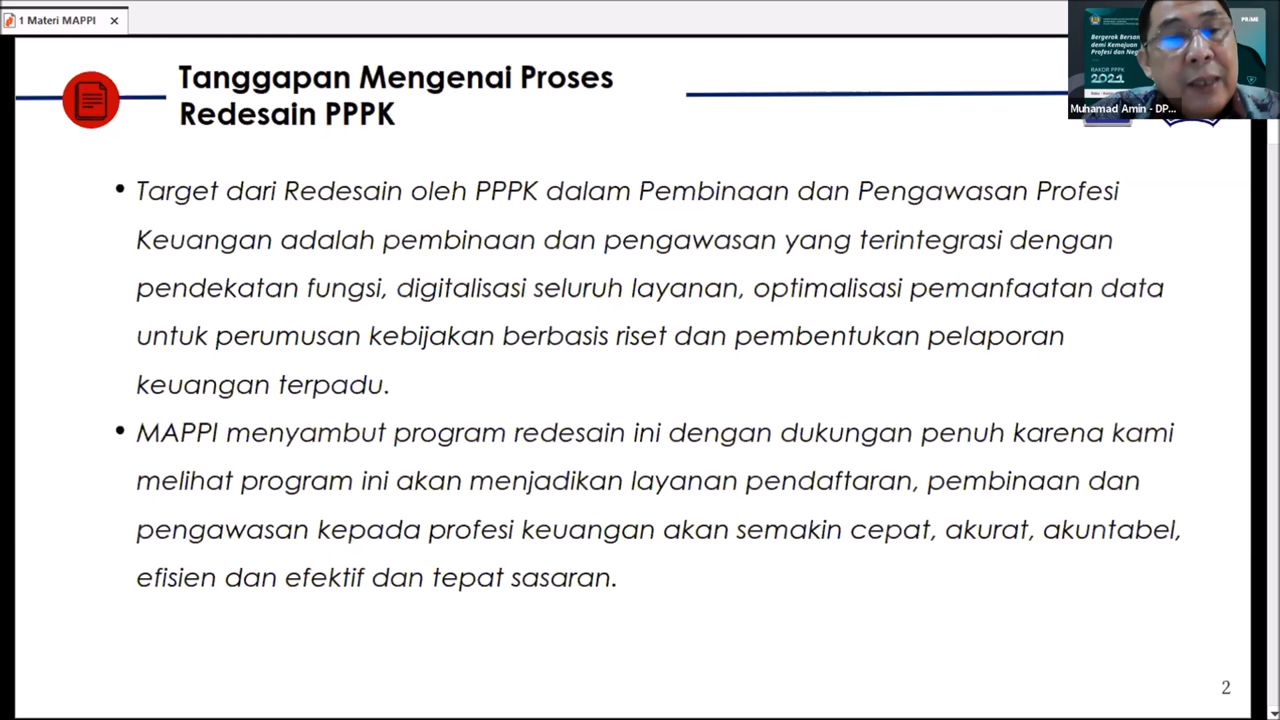 1 Materi MAPPI
PRIME
Bergerak Bersam
demi Kemajuan
Profesi dan Neg
RAKOR PPPK
2021
Muhamad Amin - DP...
Tanggapan Mengenai Proses
Redesain PPPK
• Target dari Redesain oleh PPPK dalam Pembinaan dan Pengawasan Profesi
Keuangan adalah pembinaan dan pengawasan yang terintegrasi dengan
pendekatan fungsi, digitalisasi seluruh layanan, optimalisasi pemanfaatan data
untuk perumusan kebijakan berbasis riset dan pembentukan pelaporan
keuangan terpadu.
• MAPPI menyambut program redesain ini dengan dukungan penuh karena kami
melihat program ini akan menjadikan layanan pendaftaran, pembinaan dan
pengawasan kepada profesi keuangan akan semakin cepat, akurat, akuntabel,
efisien dan efektif dan tepat sasaran.
2